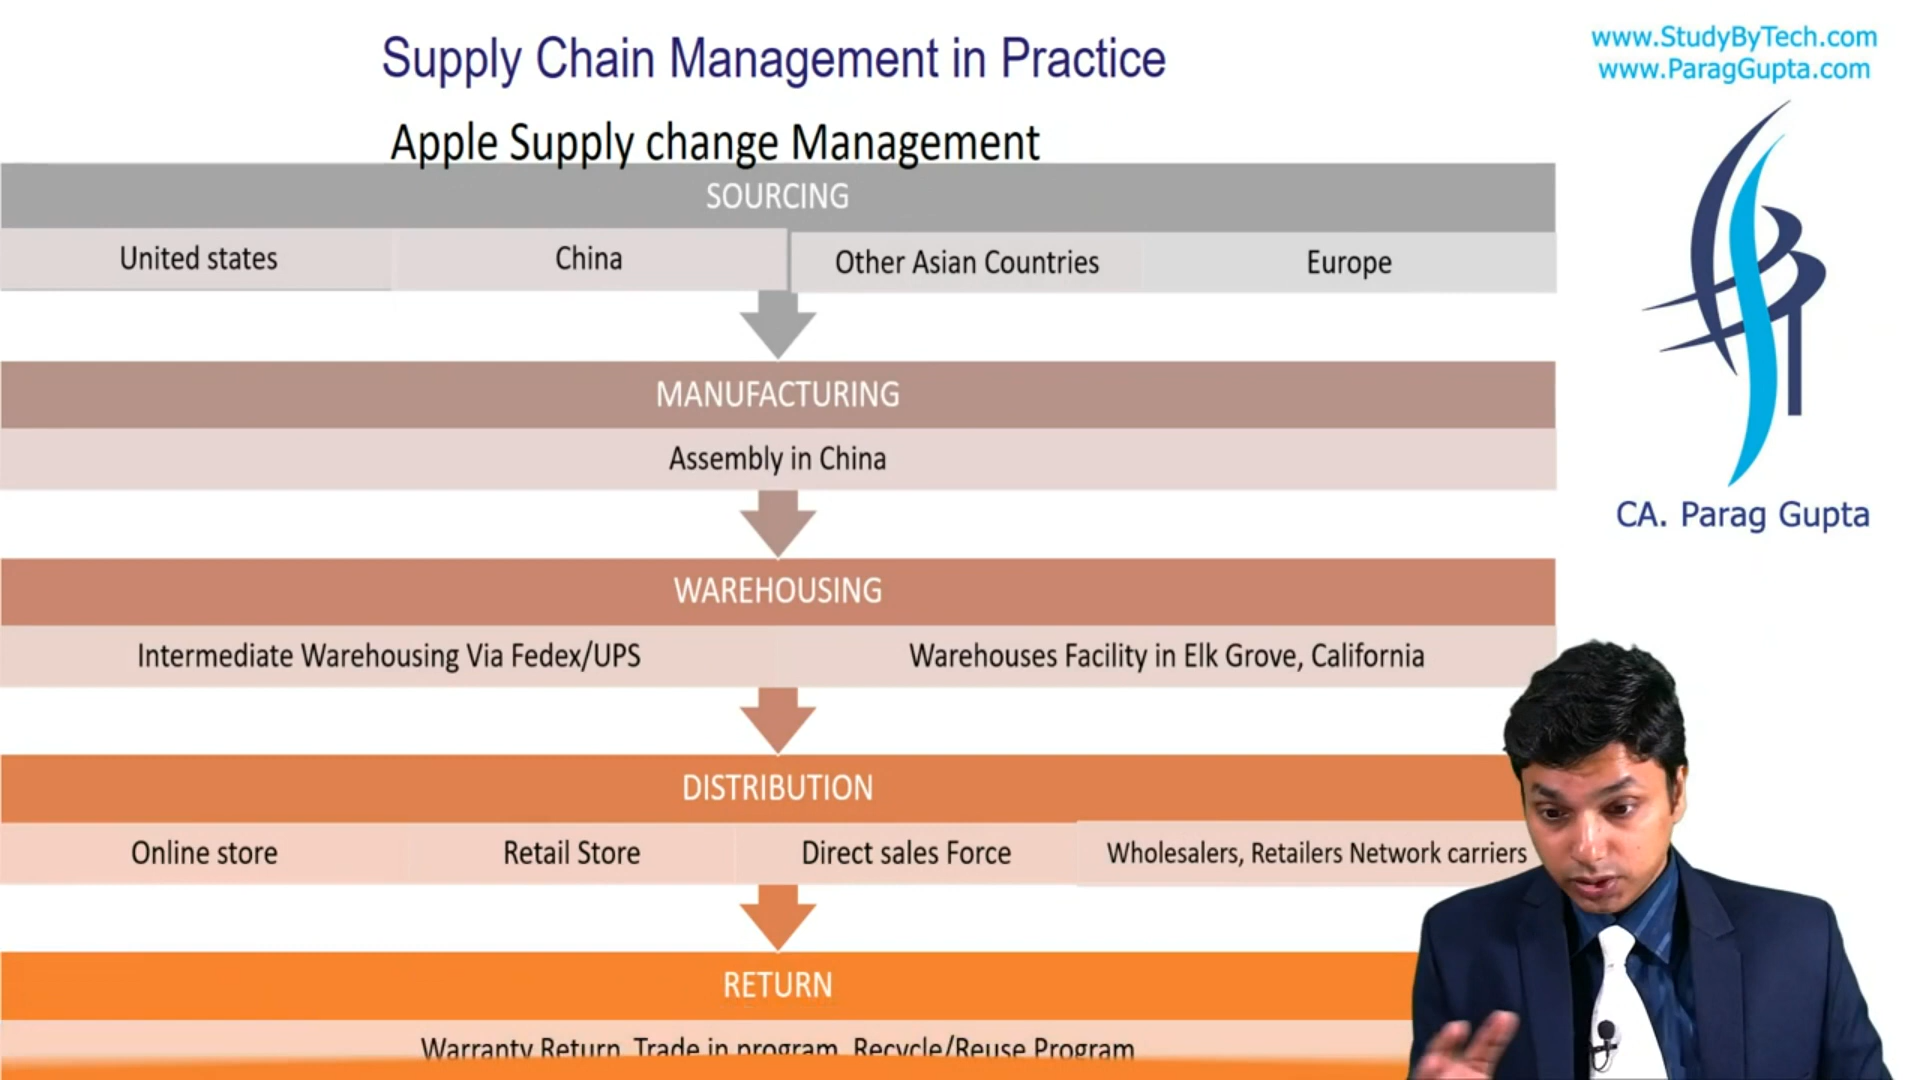 Supply Chain Management in Practice
www.StudyByTech.com
www.ParagGupta.com
Apple Supply change Management
SOURCING
United states China Other Asian Countries Europe
MANUFACTURING
Assembly in China
WAREHOUSING
Intermediate Warehousing Via Fedex/UPS Warehouses Facility in Elk Grove, California
DISTRIBUTION
Online store Retail Store Direct sales Force Wholesalers, Retailers Network carriers
RETURN
Warranty Return, Trade in program, Recycle/Reuse Program
CA. Parag Gupta